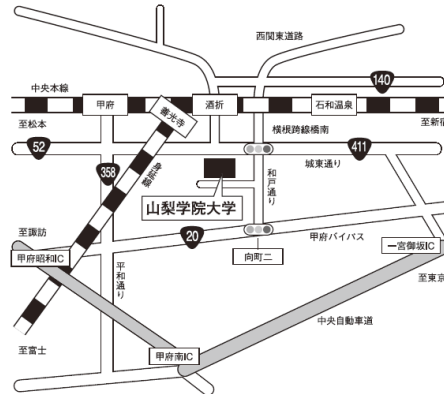 西関東道路
140
中央本線
甲府
善光寺
酒折
石和温泉
至松本
至新宿
横根跨線橋南
52
411
城東通り
358
身延線
和戸通り
山梨学院大学
至諏訪
20
甲府バイパス
甲府昭和IC
向町二
一宮御坂IC
平和通り
至東京
中央自動車道
至富士
甲府南IC